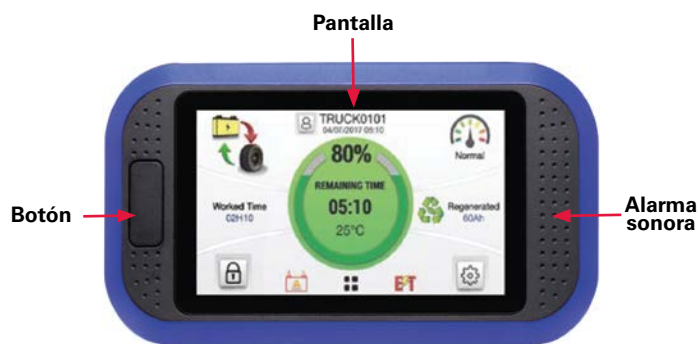 Pantalla
TRUCK0101
04/07/2017 05:10
80%
Normal
REMAINING TIME
05:10
25°C
Worked Time
02H10
Regenerated
60Ah
Botón
Alarma
sonora